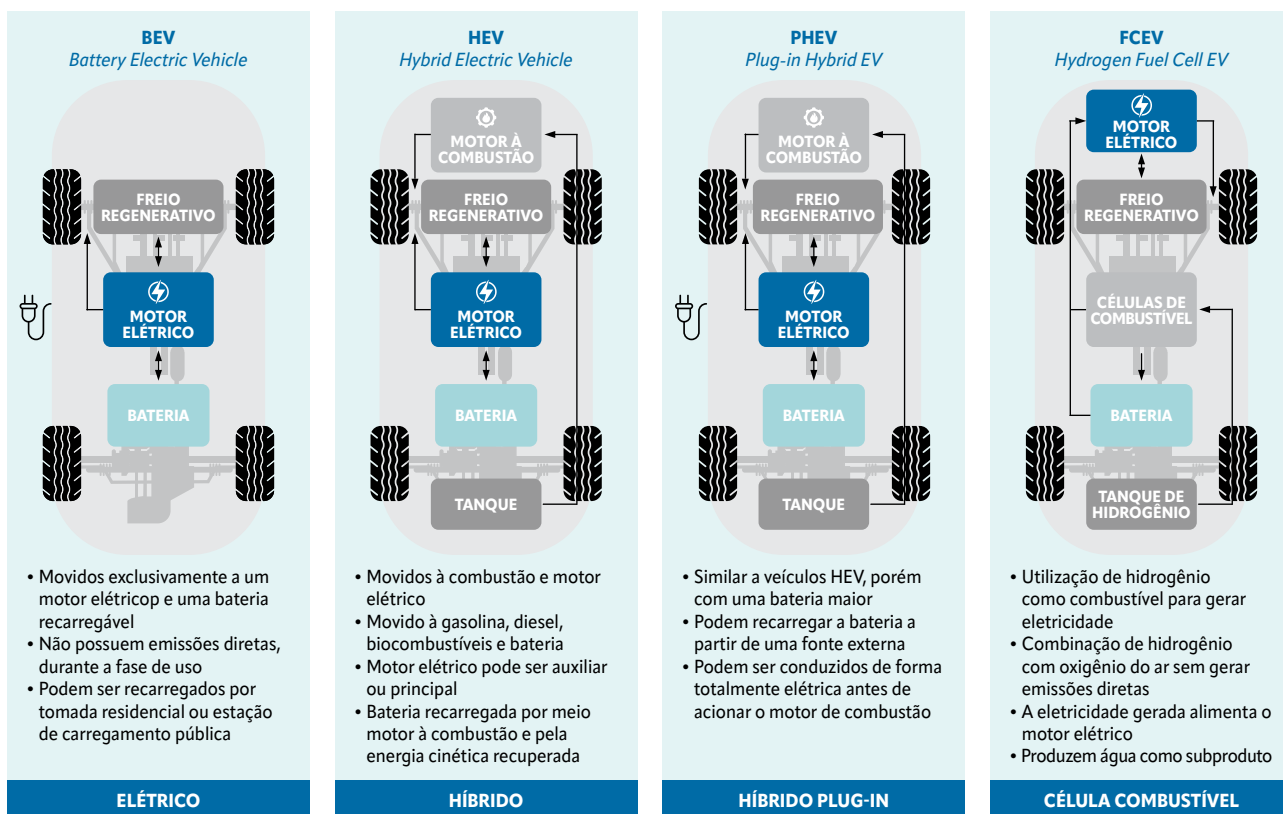 BEV
Battery Electric Vehicle
FREIO
REGENERATIVO
MOTOR
ELÉTRICO
BATERIA
• Movidos exclusivamente a um
motor elétricop e uma bateria
recarregável
• Não possuem emissões diretas,
durante a fase de uso
• Podem ser recarregados por
tomada residencial ou estação
de carregamento pública
ELÉTRICO
HEV
Hybrid Electric Vehicle
MOTOR À
COMBUSTÃO
FREIO
REGENERATIVO
MOTOR
ELÉTRICO
BATERIA
TANQUE
• Movidos à combustão e motor
elétrico
• Movido à gasolina, diesel,
biocombustíveis e bateria
• Motor elétrico pode ser auxiliar
ou principal
• Bateria recarregada por meio
motor à combustão e pela
energia cinética recuperada
HÍBRIDO
PHEV
Plug-in Hybrid EV
MOTOR À
COMBUSTÃO
FREIO
REGENERATIVO
MOTOR
ELÉTRICO
BATERIA
TANQUE
• Similar a veículos HEV, porém
com uma bateria maior
• Podem recarregar a bateria a
partir de uma fonte externa
• Podem ser conduzidos de forma
totalmente elétrica antes de
acionar o motor de combustão
HÍBRIDO PLUG-IN
FCEV
Hydrogen Fuel Cell EV
MOTOR
ELÉTRICO
FREIO
REGENERATIVO
CÉLULAS DE
COMBUSTÍVEL
BATERIA
TANQUE DE
HIDROGÊNIO
• Utilização de hidrogênio
como combustível para gerar
eletricidade
• Combinação de hidrogênio
com oxigênio do ar sem gerar
emissões diretas
• A eletricidade gerada alimenta o
motor elétrico
• Produzem água como subproduto
CÉLULA COMBUSTÍVEL